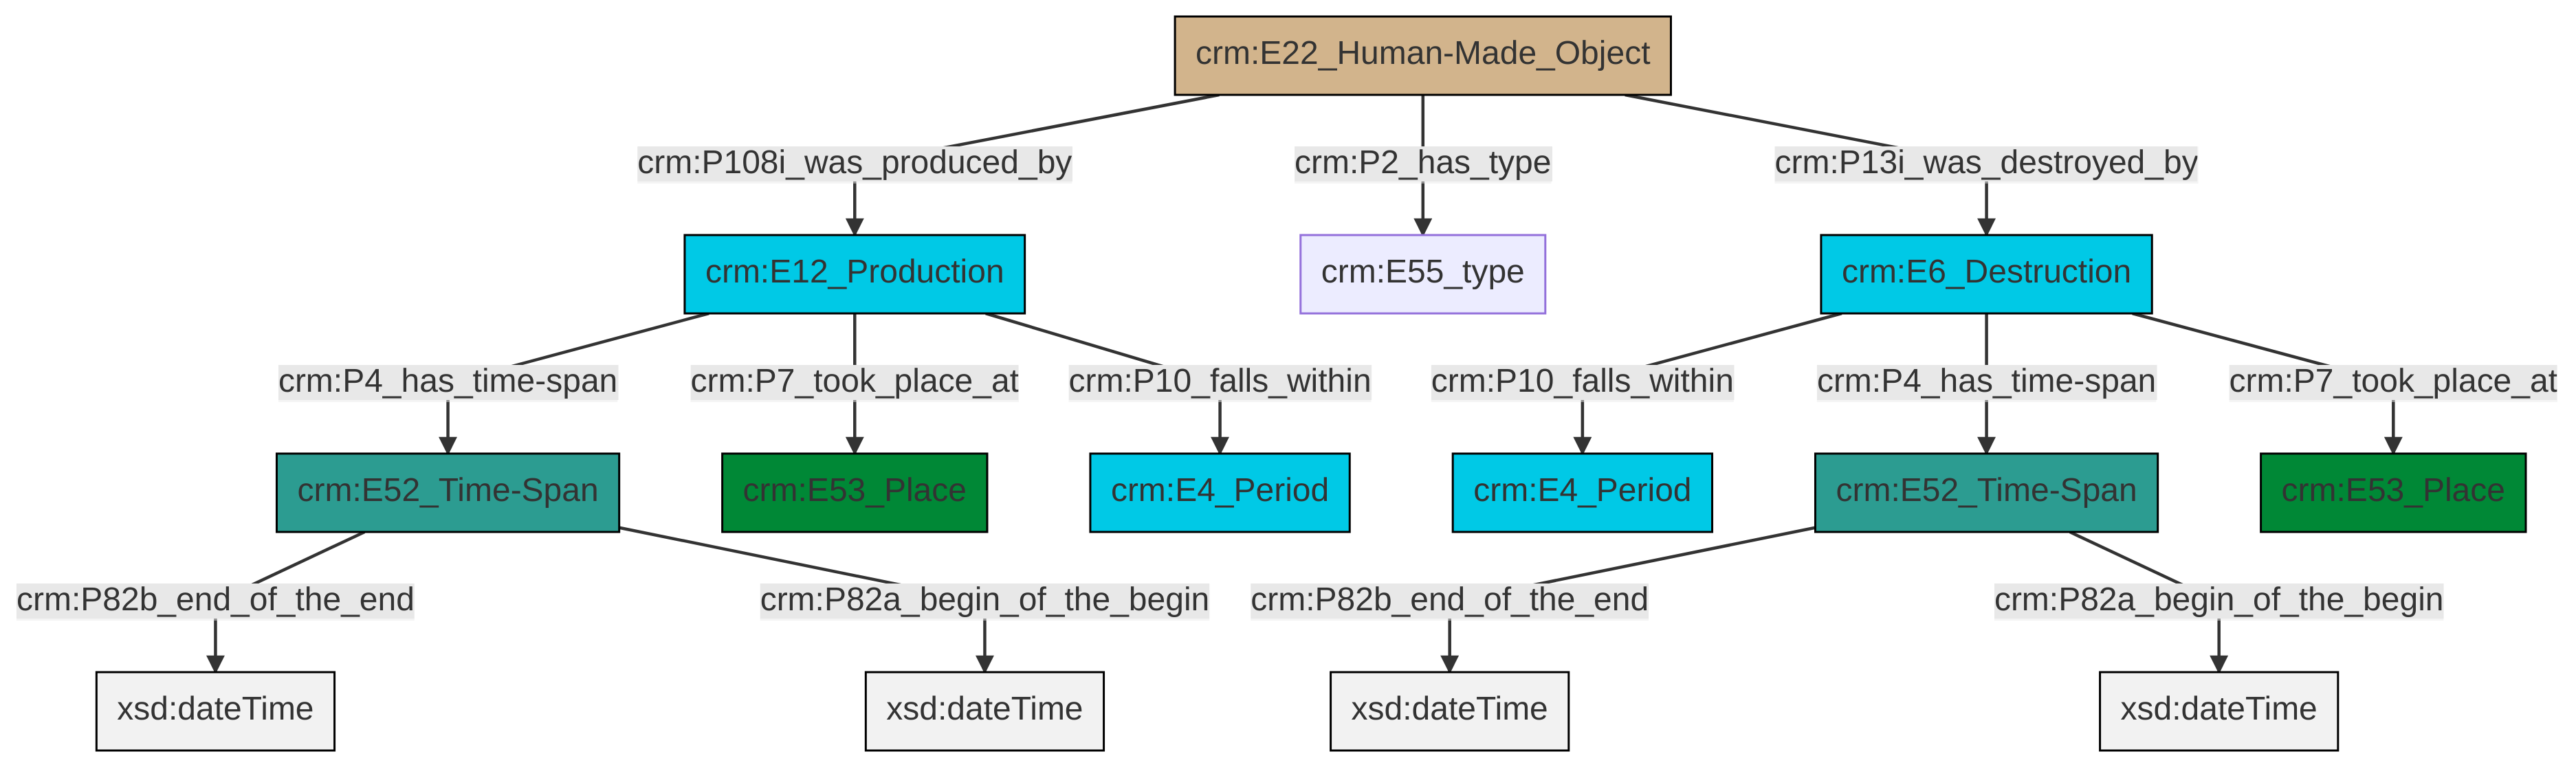 crm:E22_Human-Made_Object
crm:P108i_was_produced_by
crm:P2_has_type
crm:P13i_was_destroyed_by
crm:E12_Production
crm:E55_type
crm:E6_Destruction
crm:P4_has_time-span
crm:P7_took_place_at
crm:P10_falls_within
crm:P10_falls_within
crm:P4_has_time-span
crm:P7_took_place_at
crm:E52_Time-Span
crm:E53_Place
crm:E4_Period
crm:E4_Period
crm:E52_Time-Span
crm:E53_Place
crm:P82b_end_of_the_end
crm:P82a_begin_of_the_begin
crm:P82b_end_of_the_end
crm:P82a_begin_of_the_begin
xsd:dateTime
xsd:dateTime
xsd:dateTime
xsd:dateTime